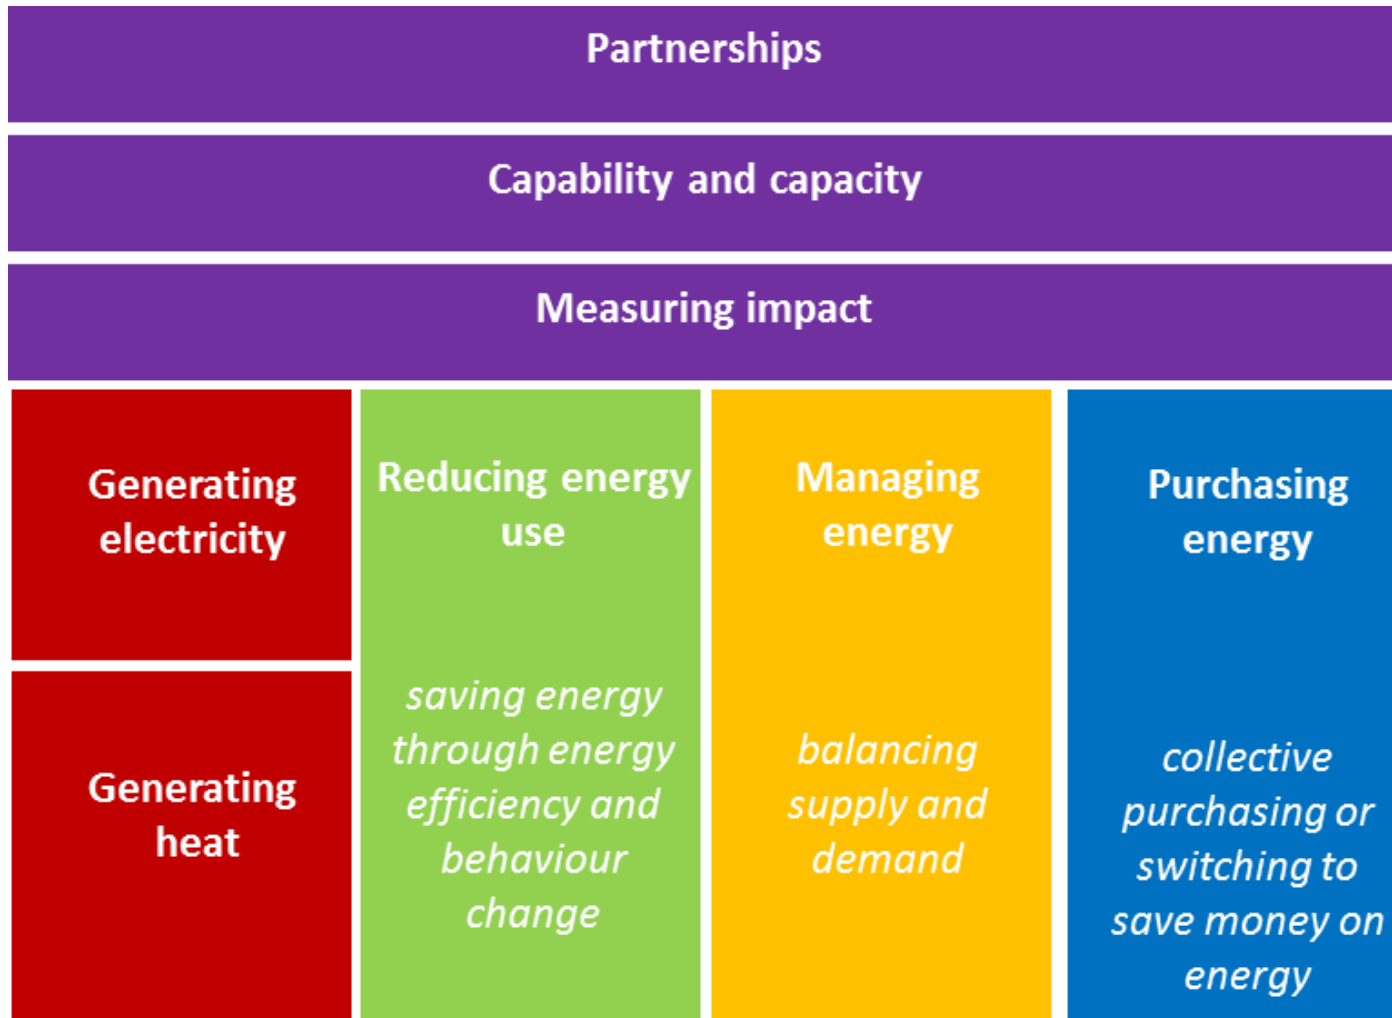 Partnerships
Capability and capacity
Measuring impact
Generating
electricity
Generating
heat
Reducing energy
use
saving energy
through energy
efficiency and
behaviour
change
Managing
energy
balancing
supply and
demand
Purchasing
energy
collective
purchasing or
switching to
save money on
energy